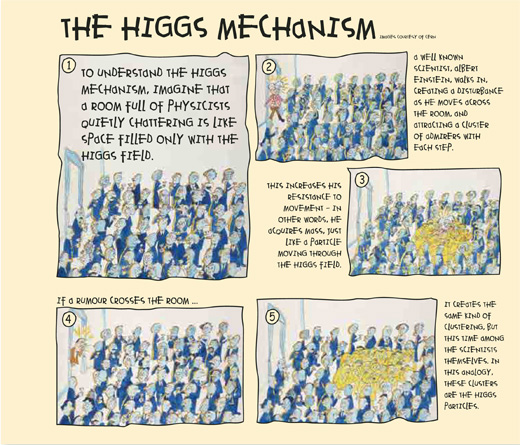 THE HIGGS MECHANISM
IMAGES COURTESY OF CERN
1
TO UNDERSTAND THE HIGGS
MECHANISM, IMAGINE THAT
A ROOM FULL OF PHYSICISTS
QUIETLY CHATTERING IS LIKE
SPACE FILLED ONLY WITH THE
HIGGS FIELD.
2
A WELL KNOWN
SCIENTIST, ALBERT
EINSTEIN, WALKS IN,
CREATING A DISTURBANCE
AS HE MOVES ACROSS
THE ROOM, AND
ATTRACTING A CLUSTER
OF ADMIRERS WITH
EACH STEP.
3
THIS INCREASES HIS
RESISTANCE TO
MOVEMENT – IN
OTHER WORDS, HE
ACQUIRES MASS, JUST
LIKE A PARTICLE
MOVING THROUGH
THE HIGGS FIELD.
IF A RUMOUR CROSSES THE ROOM ...
4
5
IT CREATES THE
SAME KIND OF
CLUSTERING, BUT
THIS TIME AMONG
THE SCIENTISTS
THEMSELVES. IN
THIS ANALOGY,
THESE CLUSTERS
ARE THE HIGGS
PARTICLES.